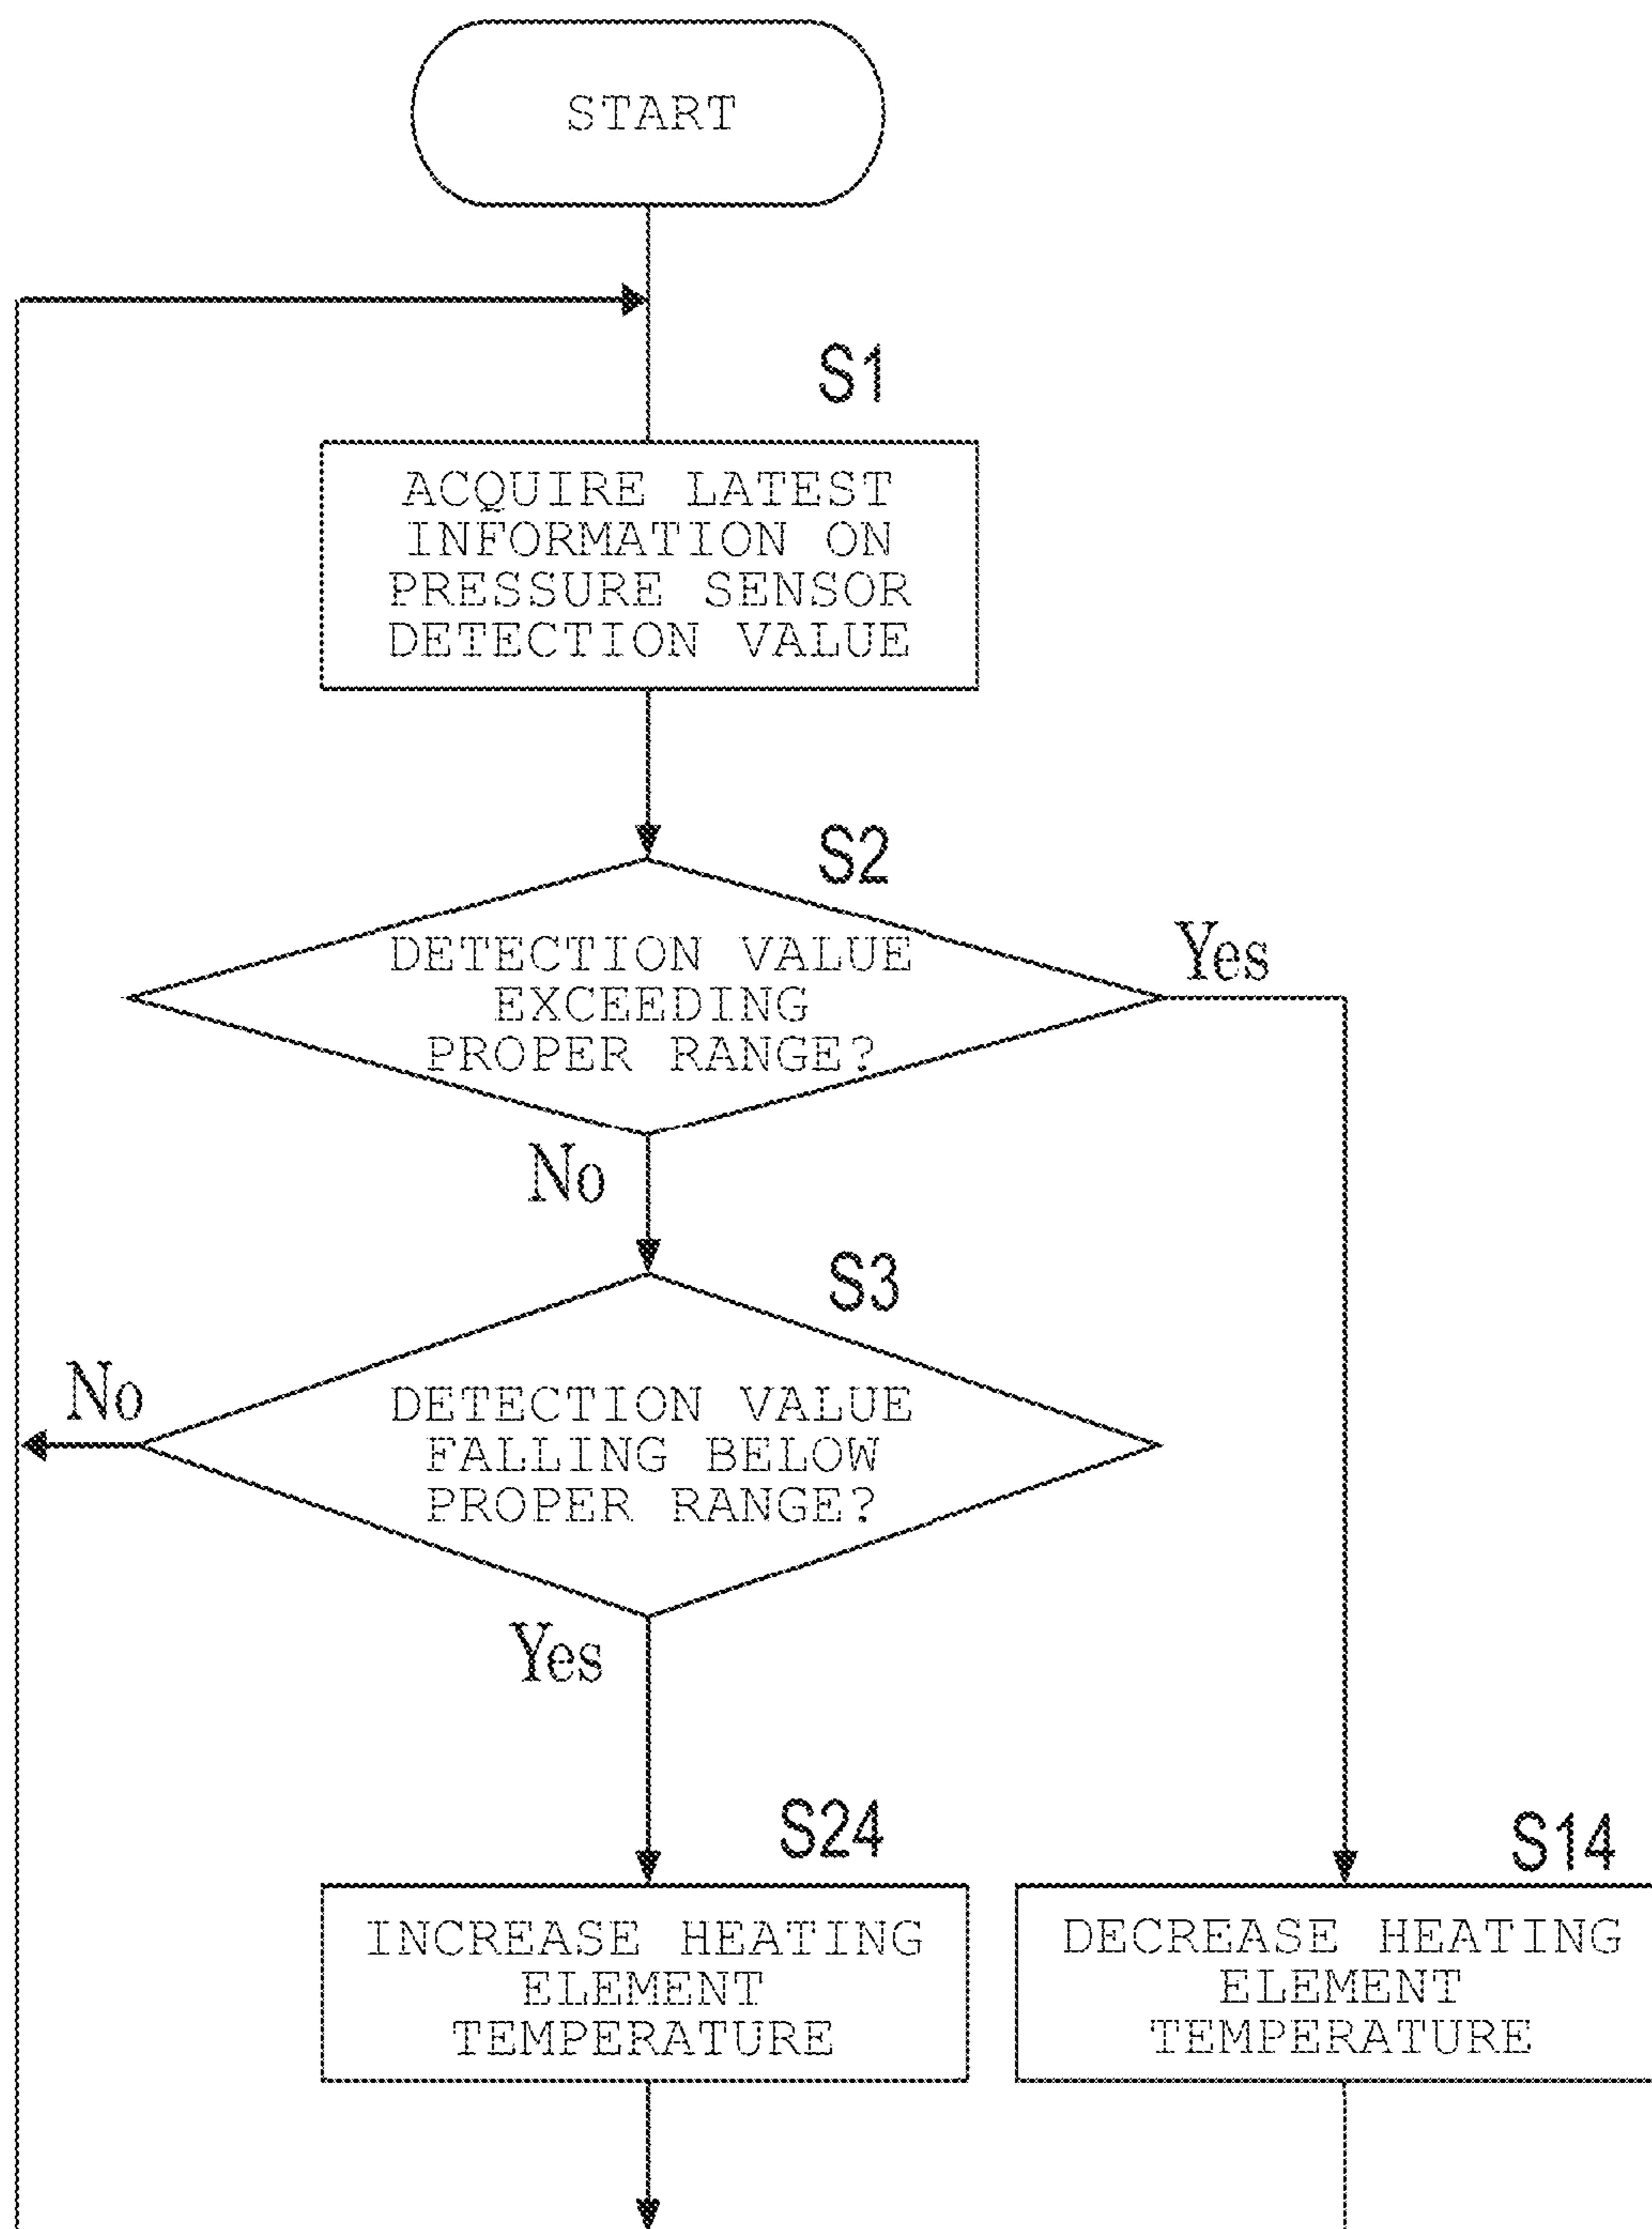 START
S1
ACQUIRE LATEST
INFORMATION ON
PRESSURE SENSOR
DETECTION VALUE
S2
DETECTION VALUE
EXCEEDING
PROPER RANGE?
Yes
No
S3
DETECTION VALUE
FALLING BELOW
PROPER RANGE?
No
Yes
S24
INCREASE HEATING
ELEMENT
TEMPERATURE
S14
DECREASE HEATING
ELEMENT
TEMPERATURE